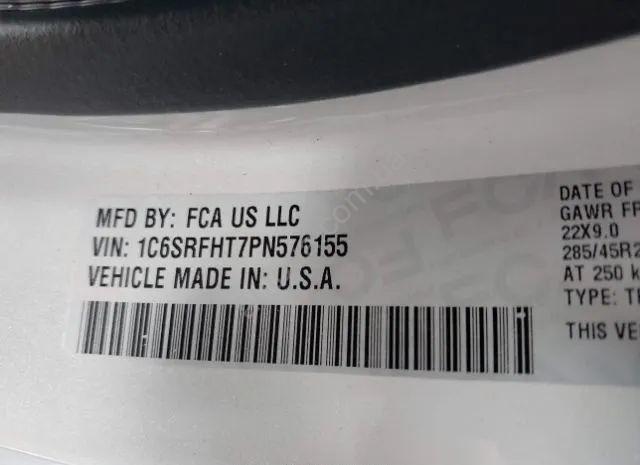 MFD BY: FCA US LLC
VIN: 1C6SRFHT7PN576155
VEHICLE MADE IN: U.S.A.
DATE OF
GAWR FR
22X9.0
285/45R2
AT 250 k
TYPE: T
THIS VE